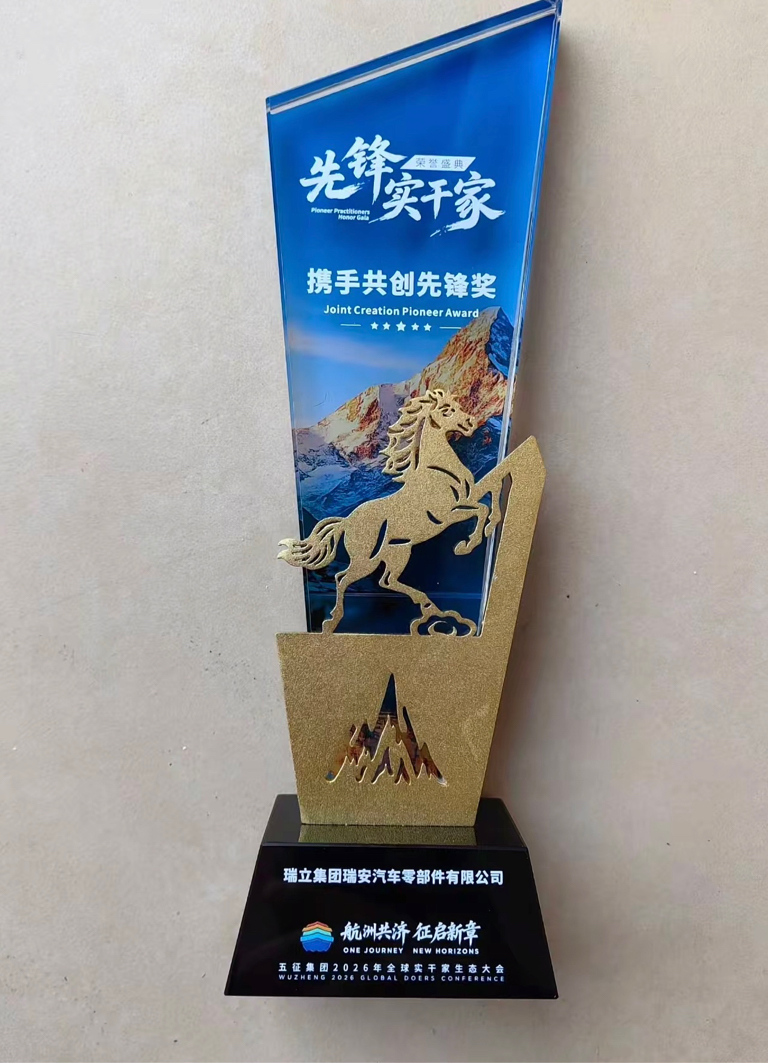 先锋
荣誉盛典
实干家
Pioneer Practitioners
Honor Gala
携手共创先锋奖
Joint Creation Pioneer Award
瑞立集团瑞安汽车零部件有限公司
航洲共济 征启新章
ONE JOURNEY NEW HORIZONS
五征集团2026年全球实干家生态大会
WUZHENG 2026 GLOBAL DOERS CONFERENCE